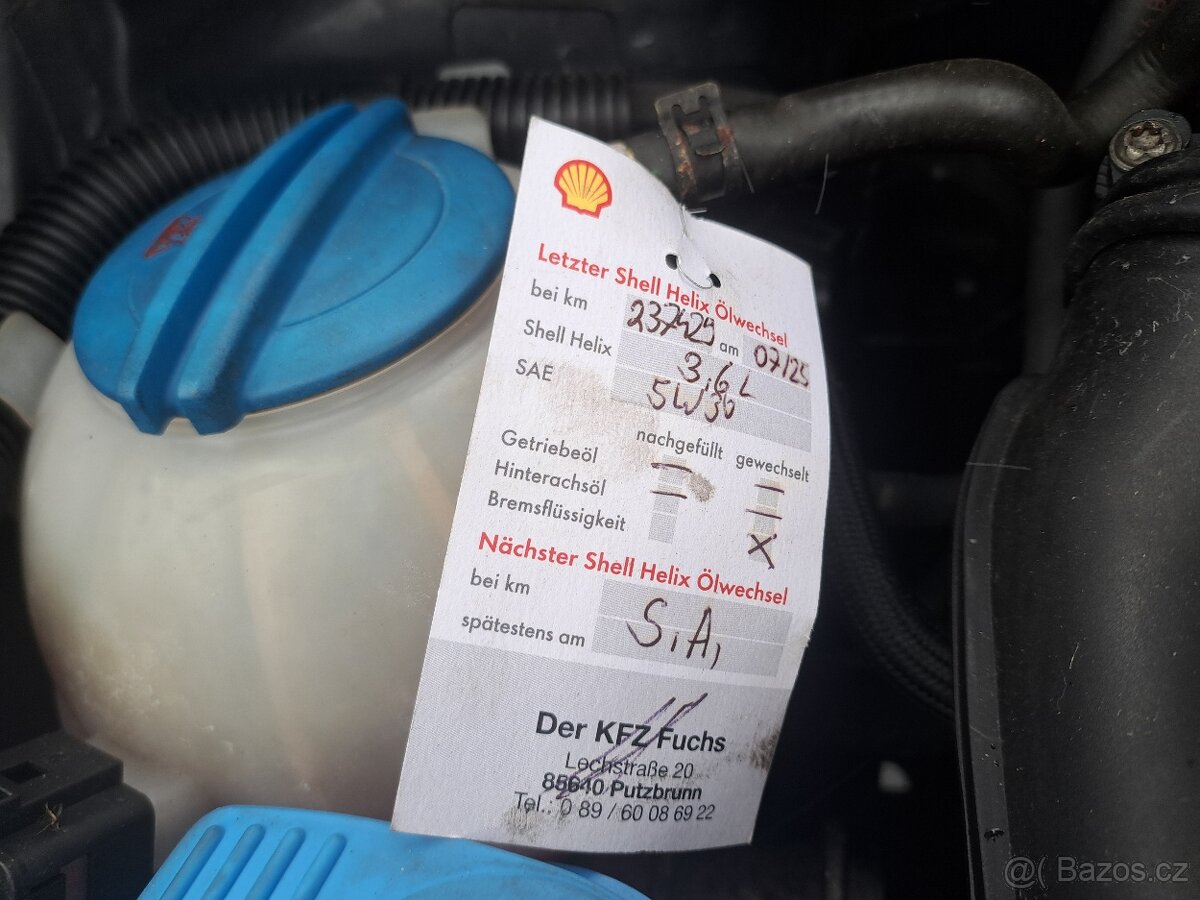 Letzter Shell Helix Ölwechsel
bei km 237429 am 07/25
Shell Helix 3,6 L
SAE 5W30
nachgefüllt gewechselt
Getriebeöl — —
Hinterachsöl — —
Bremsflüssigkeit X
Nächster Shell Helix Ölwechsel
bei km
spätestens am S.A.
Der KFZ Fuchs
Lechstraße 20
85640 Putzbrunn
Tel.: 0 89 / 60 08 69 22
@( Bazos.cz